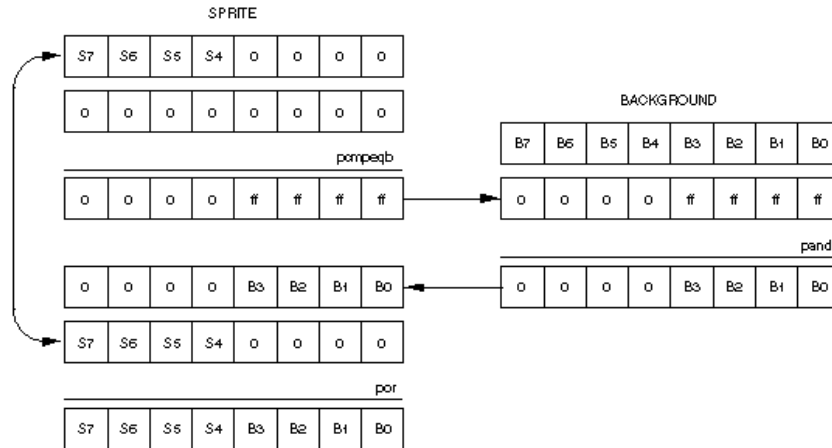 SPRITE
S7 S6 S5 S4 0 0 0 0
0 0 0 0 0 0 0 0
pcmpeqb
0 0 0 0 ff ff ff ff
BACKGROUND
B7 B6 B5 B4 B3 B2 B1 B0
0 0 0 0 ff ff ff ff
pand
0 0 0 0 B3 B2 B1 B0
0 0 0 0 B3 B2 B1 B0
S7 S6 S5 S4 0 0 0 0
por
S7 S6 S5 S4 B3 B2 B1 B0